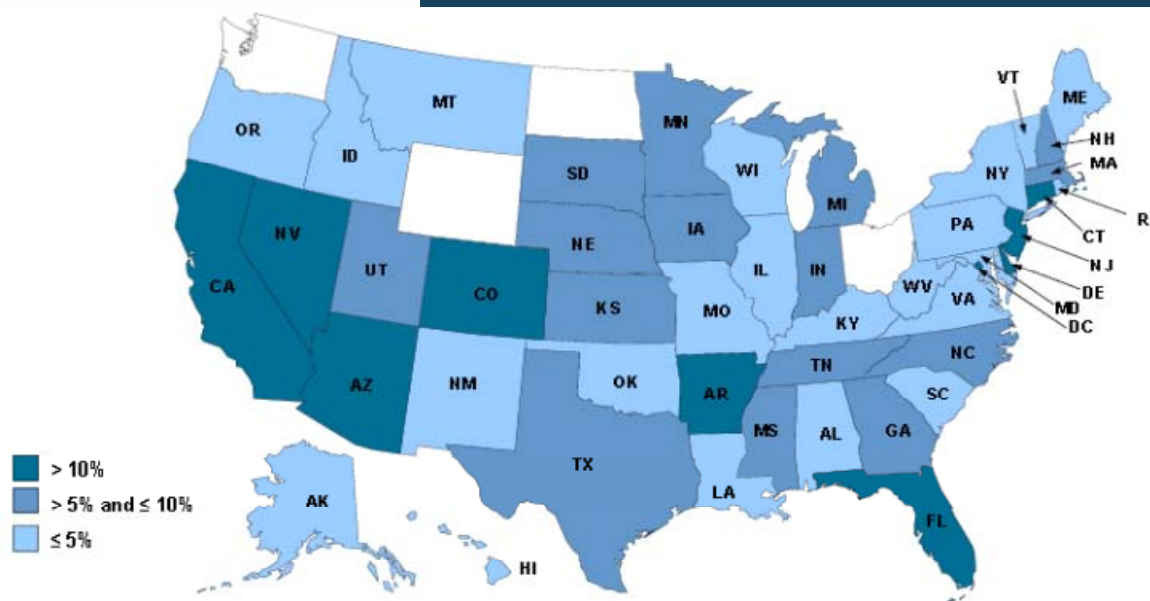 VT
ME
MT
OR
MN
NH
ID
MA
WI
SD
NY
MI
R
IA
PA
CT
NV
NE
NJ
UT
IL
IN
CA
CO
DE
WV
VA
MD
KS
MO
DC
KY
NC
TN
AZ
NM
OK
AR
SC
MS
AL
GA
TX
> 10%
LA
AK
> 5% and ≤ 10%
FL
≤ 5%
HI